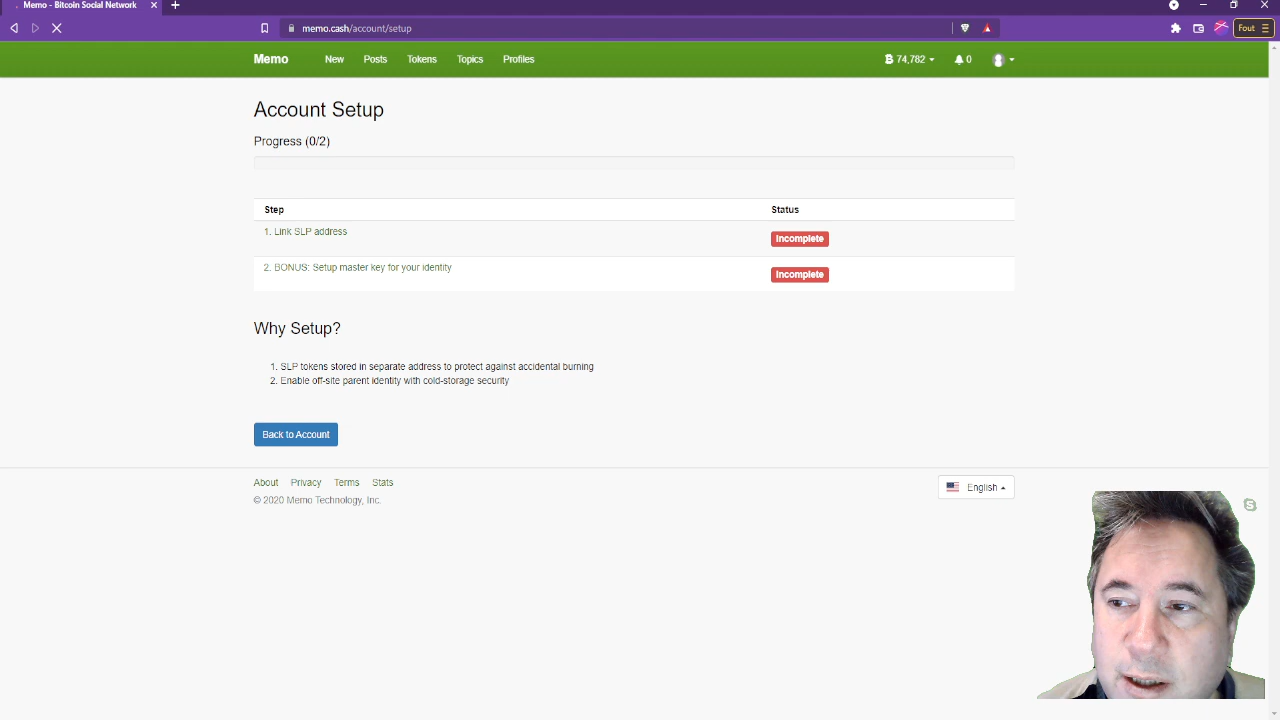 Memo - Bitcoin Social Network
memo.cash/account/setup
Fout
Memo New Posts Tokens Topics Profiles 74,782 0
Account Setup
Progress (0/2)
Step Status
1. Link SLP address Incomplete
2. BONUS: Setup master key for your identity Incomplete
Why Setup?
1. SLP tokens stored in separate address to protect against accidental burning
2. Enable off-site parent identity with cold-storage security
Back to Account
About Privacy Terms Stats
© 2020 Memo Technology, Inc.
English